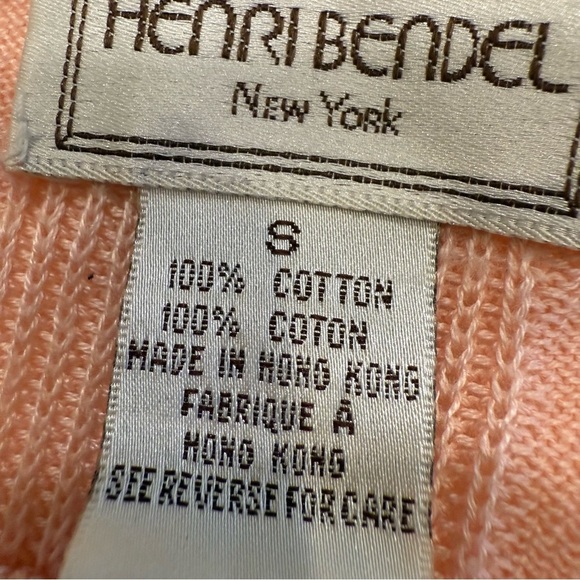 HENRI BENDEL
NEW YORK
S
100% COTTON
100% COTON
MADE IN HONG KONG
FABRIQUE A
HONG KONG
SEE REVERSE FOR CARE